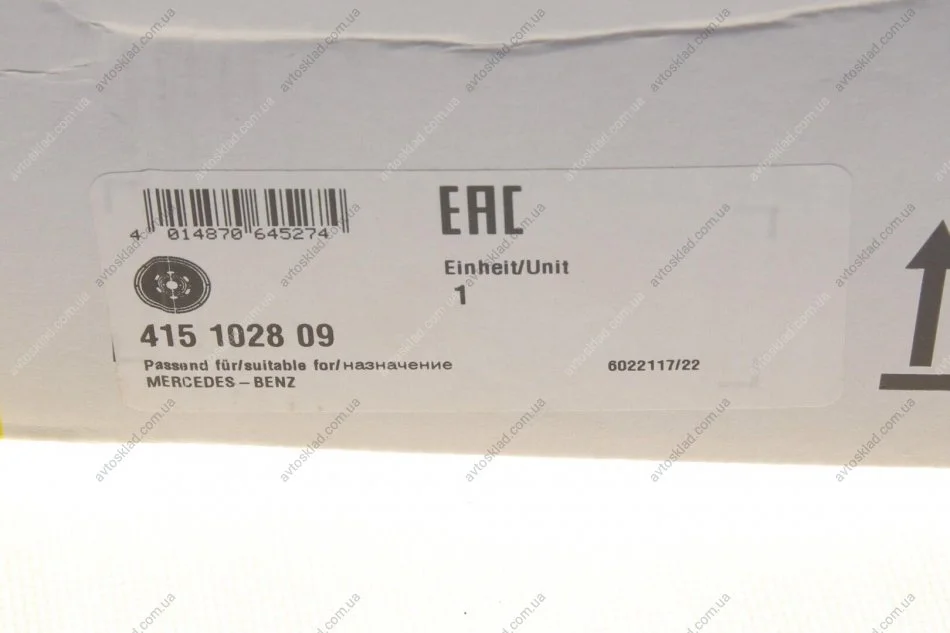 4 014870 645274
EAC
Einheit/Unit
1
415 1028 09
Passend für/suitable for/назначение
MERCEDES-BENZ
6022117/22
avtosklad.com.ua